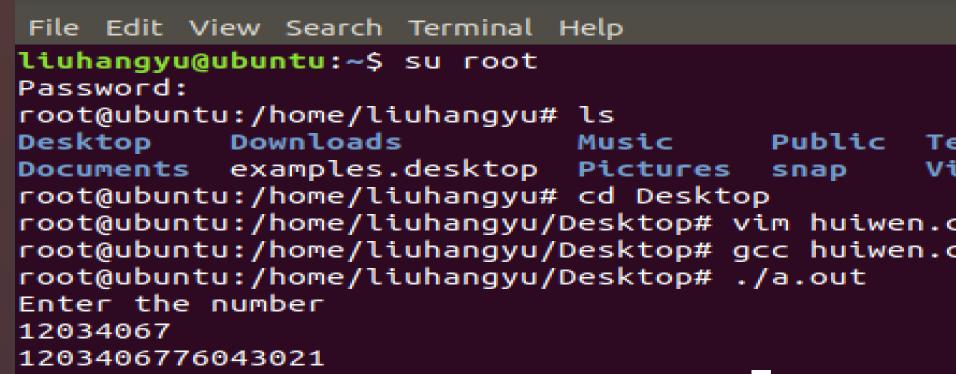 File Edit View Search Terminal Help
liuhangyu@ubuntu:~$ su root
Password:
root@ubuntu:/home/liuhangyu# ls
Desktop Downloads Music Public Te
Documents examples.desktop Pictures snap Vi
root@ubuntu:/home/liuhangyu# cd Desktop
root@ubuntu:/home/liuhangyu/Desktop# vim huiwen.c
root@ubuntu:/home/liuhangyu/Desktop# gcc huiwen.c
root@ubuntu:/home/liuhangyu/Desktop# ./a.out
Enter the number
12034067
1203406776043021